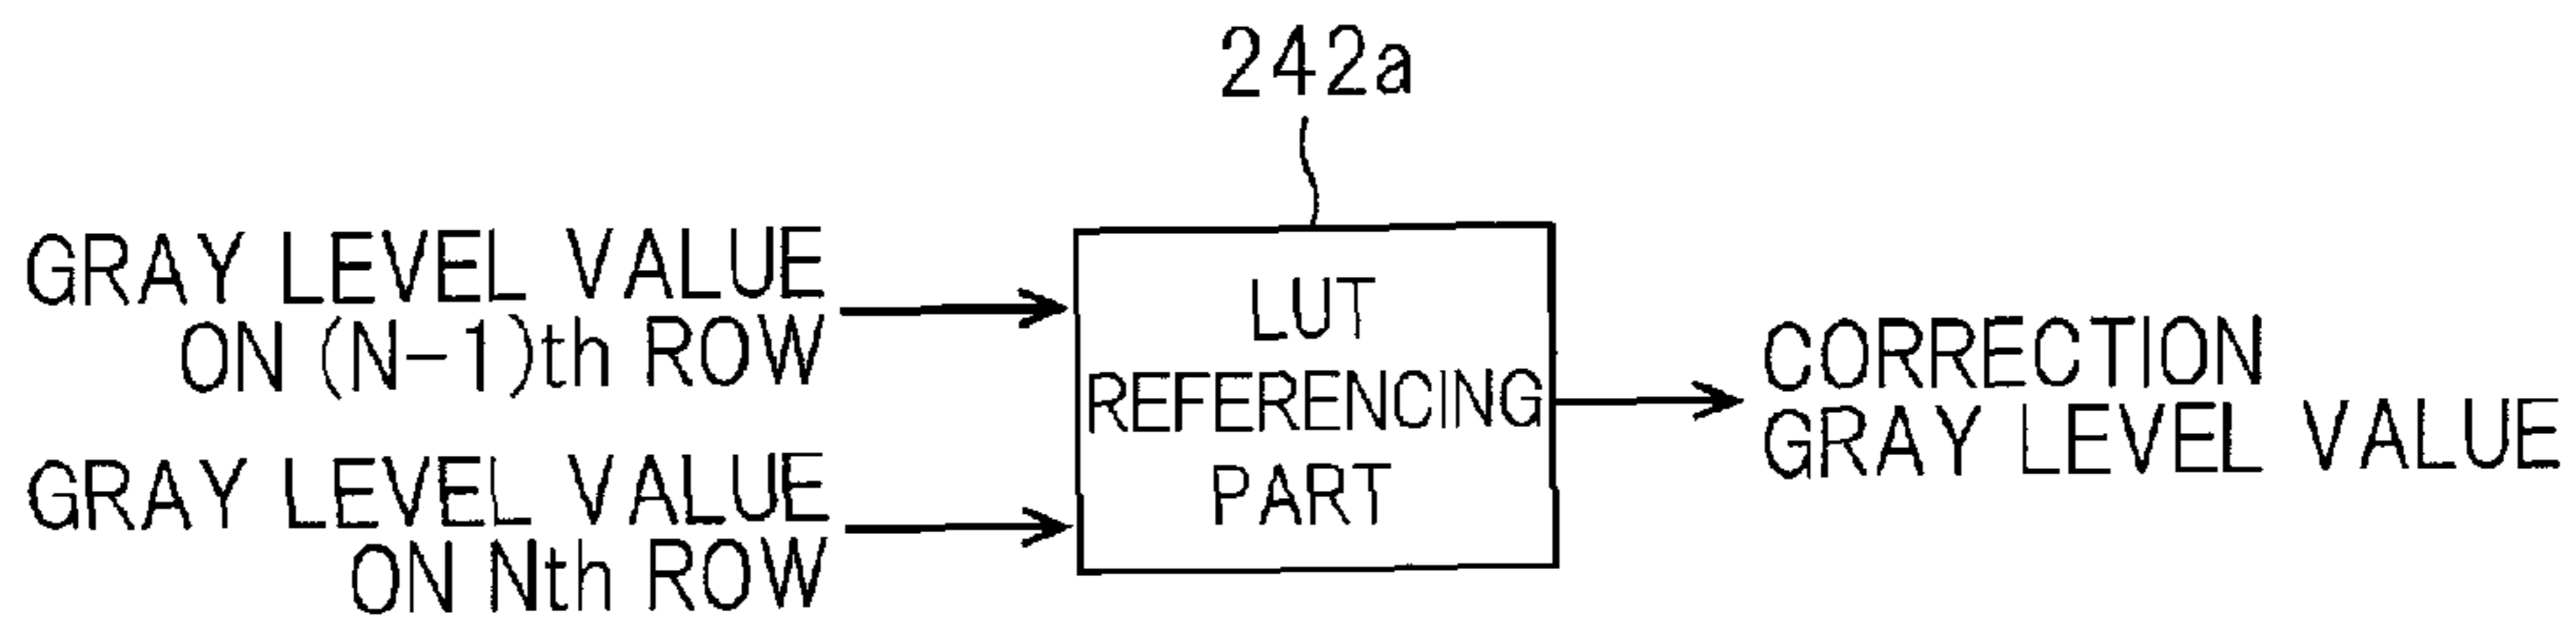 242a
GRAY LEVEL VALUE
ON (N-1)th ROW
GRAY LEVEL VALUE
ON Nth ROW
LUT
REFERENCING
PART
CORRECTION
GRAY LEVEL VALUE